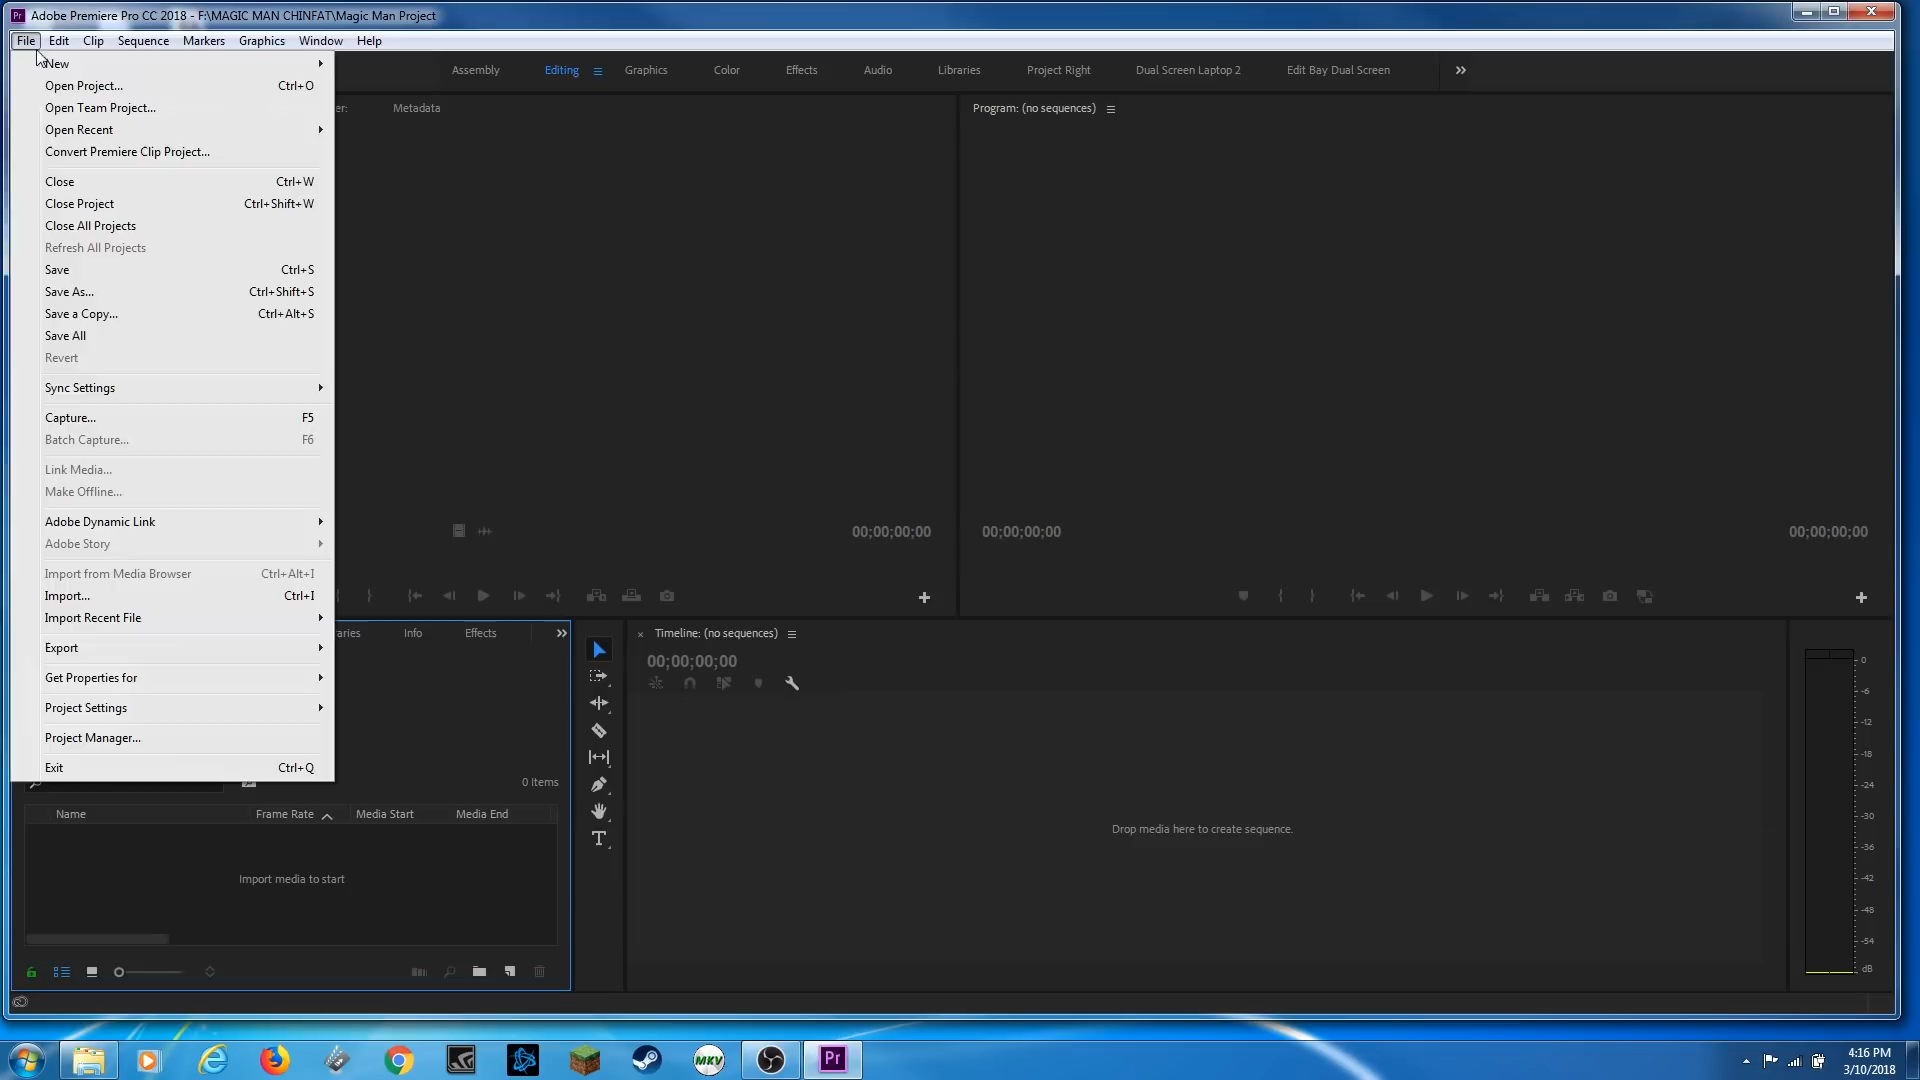 Adobe Premiere Pro CC 2018 - F:\MAGIC MAN CHINFAT\Magic Man Project
File Edit Clip Sequence Markers Graphics Window Help
New
Open Project... Ctrl+O
Open Team Project...
Open Recent
Convert Premiere Clip Project...
Close Ctrl+W
Close Project Ctrl+Shift+W
Close All Projects
Refresh All Projects
Save Ctrl+S
Save As... Ctrl+Shift+S
Save a Copy... Ctrl+Alt+S
Save All
Revert
Sync Settings
Capture... F5
Batch Capture... F6
Link Media...
Make Offline...
Adobe Dynamic Link
Adobe Story
Import from Media Browser Ctrl+Alt+I
Import... Ctrl+I
Import Recent File
Export
Get Properties for
Project Settings
Project Manager...
Exit Ctrl+Q
Assembly Editing Graphics Color Effects Audio Libraries Project Right Dual Screen Laptop 2 Edit Bay Dual Screen
er: Metadata
Program: (no sequences)
00;00;00;00
00;00;00;00 00;00;00;00
aries Info Effects
0 Items
Name Frame Rate Media Start Media End
Import media to start
Timeline: (no sequences)
00;00;00;00
Drop media here to create sequence.
0
-6
-12
-18
-24
-30
-36
-42
-48
-54
dB
MKV
Pr
4:16 PM
3/10/2018